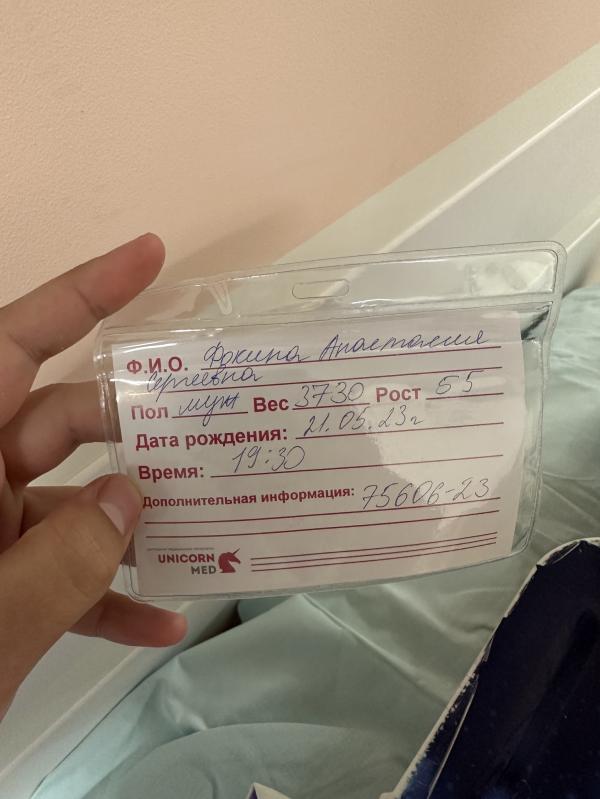 Ф.И.О. Фокина Анастасия
Сергеевна
Пол муж Вес 3730 Рост 55
Дата рождения: 21.05.23г
Время: 19:30
Дополнительная информация: 75606-23
UNICORN
MED